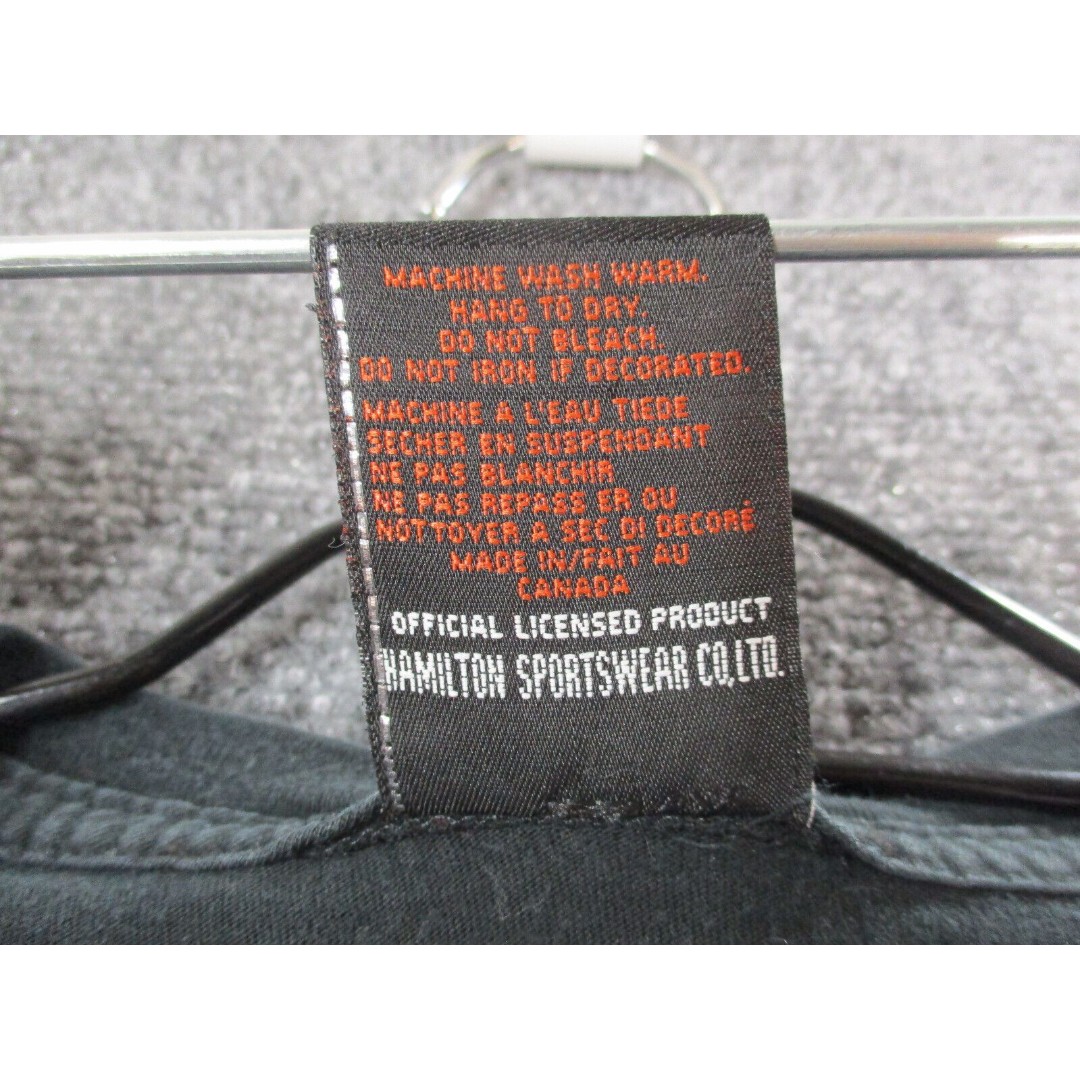 MACHINE WASH WARM.
HANG TO DRY.
DO NOT BLEACH.
DO NOT IRON IF DECORATED.
MACHINE A L'EAU TIEDE
SECHER EN SUSPENDANT
NE PAS BLANCHIR
NE PAS REPASS ER OU
NOTTOYER A SEC DI DECORÉ
MADE IN/FAIT AU
CANADA
OFFICIAL LICENSED PRODUCT
HAMILTON SPORTSWEAR CO, LTD.